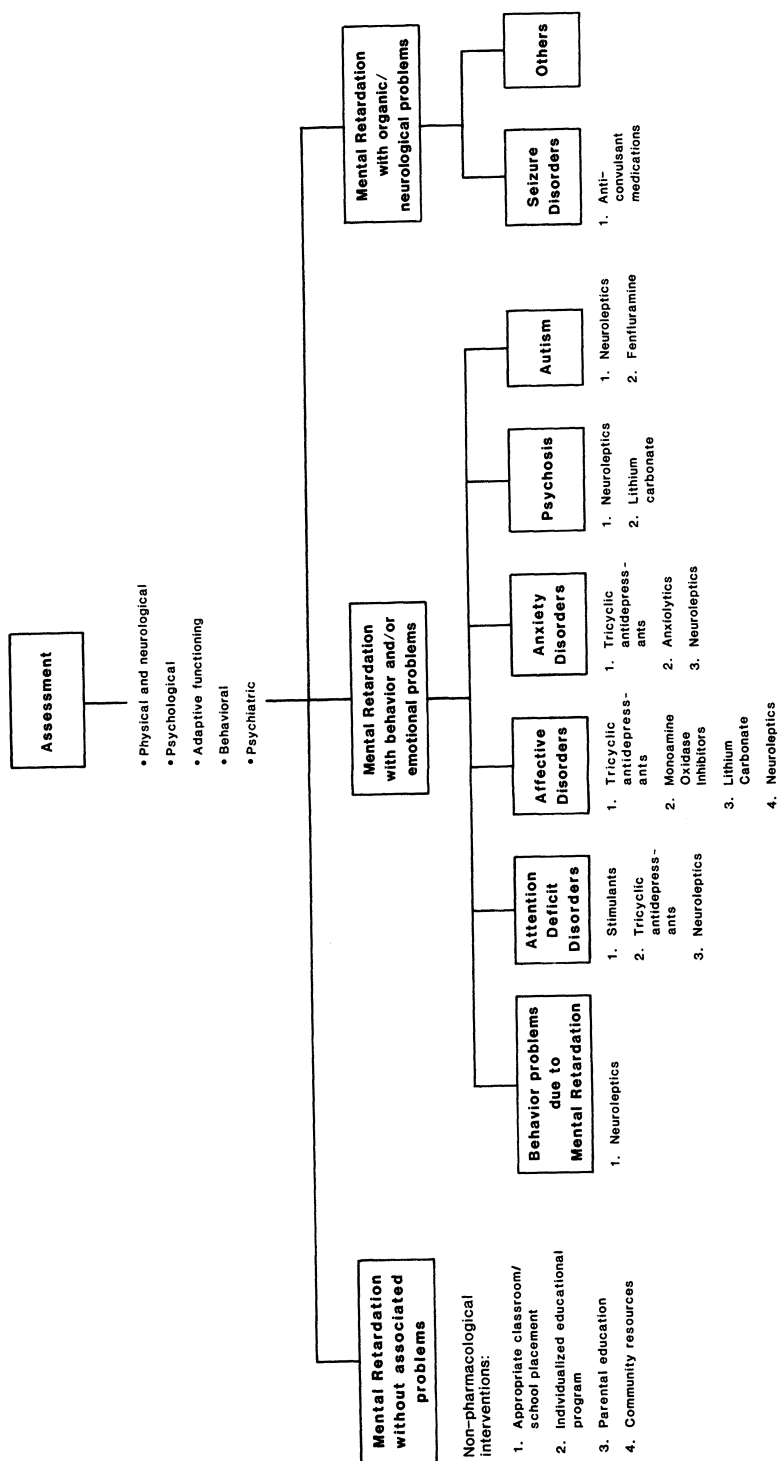 Assessment
• Physical and neurological
• Psychological
• Adaptive functioning
• Behavioral
• Psychiatric
Mental Retardation
without associated
problems
Non-pharmacological
interventions:
1. Appropriate classroom/
school placement
2. Individualized educational
program
3. Parental education
4. Community resources
Mental Retardation
with behavior and/or
emotional problems
Behavior problems
due to
Mental Retardation
1. Neuroleptics
Attention
Deficit
Disorders
1. Stimulants
2. Tricyclic
antidepress-
ants
3. Neuroleptics
Affective
Disorders
1. Tricyclic
antidepress-
ants
2. Monoamine
Oxidase
Inhibitors
3. Lithium
Carbonate
4. Neuroleptics
Anxiety
Disorders
1. Tricyclic
antidepress-
ants
2. Anxiolytics
3. Neuroleptics
Psychosis
1. Neuroleptics
2. Lithium
carbonate
Autism
1. Neuroleptics
2. Fenfluramine
Mental Retardation
with organic/
neurological problems
Seizure
Disorders
1. Anti-
convulsant
medications
Others